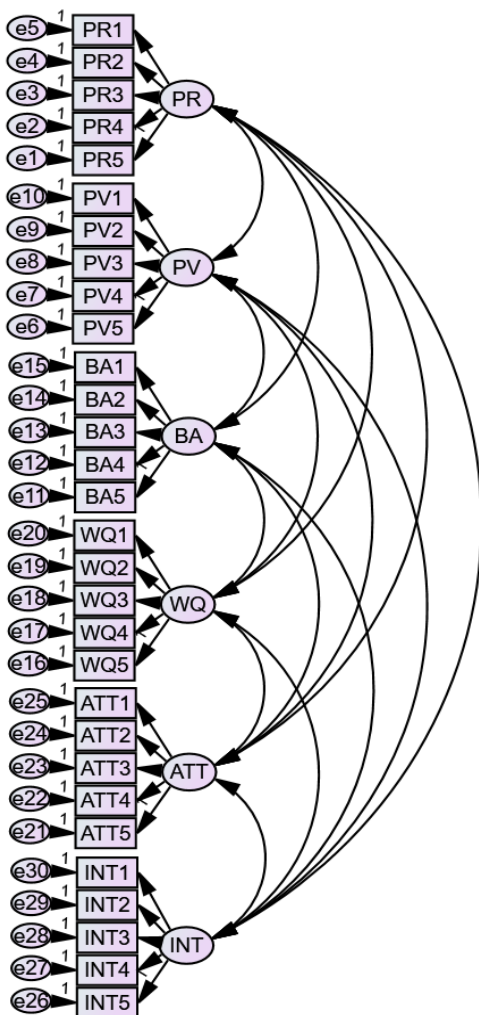 e5 1 PR1
e4 1 PR2
e3 1 PR3
PR
e2 1 PR4
e1 1 PR5
e10 1 PV1
e9 1 PV2
e8 1 PV3
PV
e7 1 PV4
e6 1 PV5
e15 1 BA1
e14 1 BA2
e13 1 BA3
BA
e12 1 BA4
e11 1 BA5
e20 1 WQ1
e19 1 WQ2
e18 1 WQ3
WQ
e17 1 WQ4
e16 1 WQ5
e25 1 ATT1
e24 1 ATT2
e23 1 ATT3
ATT
e22 1 ATT4
e21 1 ATT5
e30 1 INT1
e29 1 INT2
e28 1 INT3
INT
e27 1 INT4
e26 1 INT5